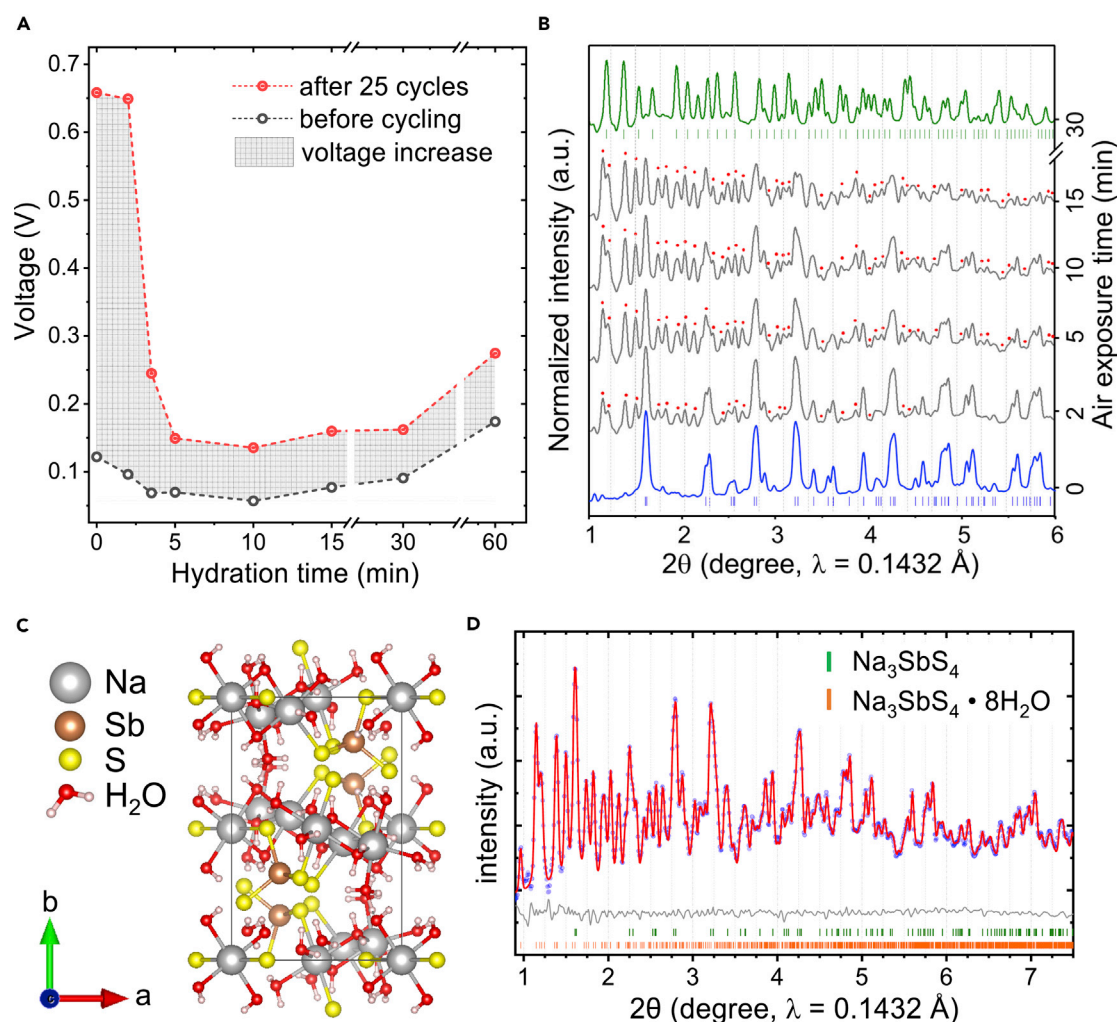 A
0.7
0.6
0.5
0.4
0.3
0.2
0.1
Voltage (V)
after 25 cycles
before cycling
voltage increase
0 5 10 15 30 60
Hydration time (min)
B
Normalized intensity (a.u.)
30
15
10
5
2
0
Air exposure time (min)
1 2 3 4 5 6
2θ (degree, λ = 0.1432 Å)
C
Na
Sb
S
H₂O
b
c
a
D
Na₃SbS₄
Na₃SbS₄ • 8H₂O
intensity (a.u.)
1 2 3 4 5 6 7
2θ (degree, λ = 0.1432 Å)